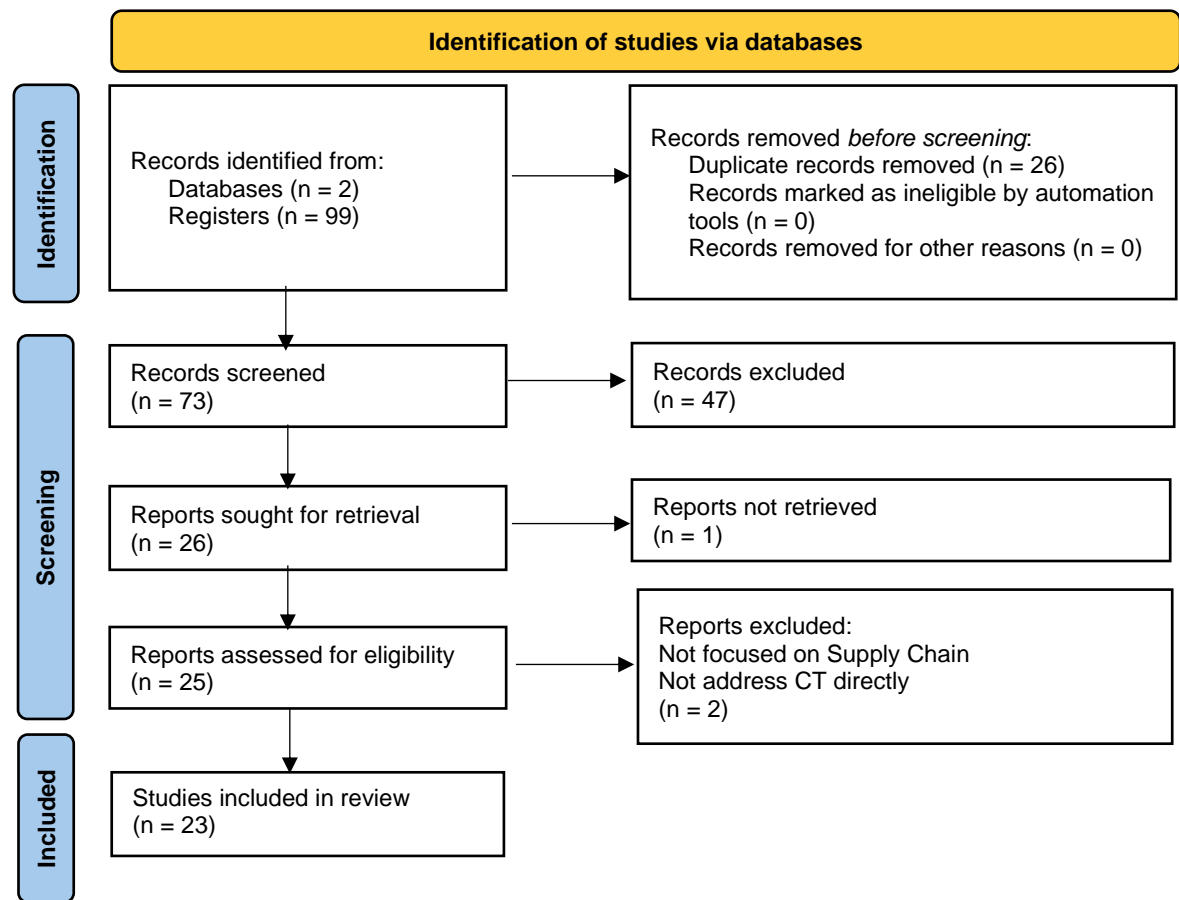 Identification of studies via databases
Identification
Records identified from:
Databases (n = 2)
Registers (n = 99)
Records removed before screening:
Duplicate records removed (n = 26)
Records marked as ineligible by automation
tools (n = 0)
Records removed for other reasons (n = 0)
Screening
Records screened
(n = 73)
Records excluded
(n = 47)
Reports sought for retrieval
(n = 26)
Reports not retrieved
(n = 1)
Reports assessed for eligibility
(n = 25)
Reports excluded:
Not focused on Supply Chain
Not address CT directly
(n = 2)
Included
Studies included in review
(n = 23)